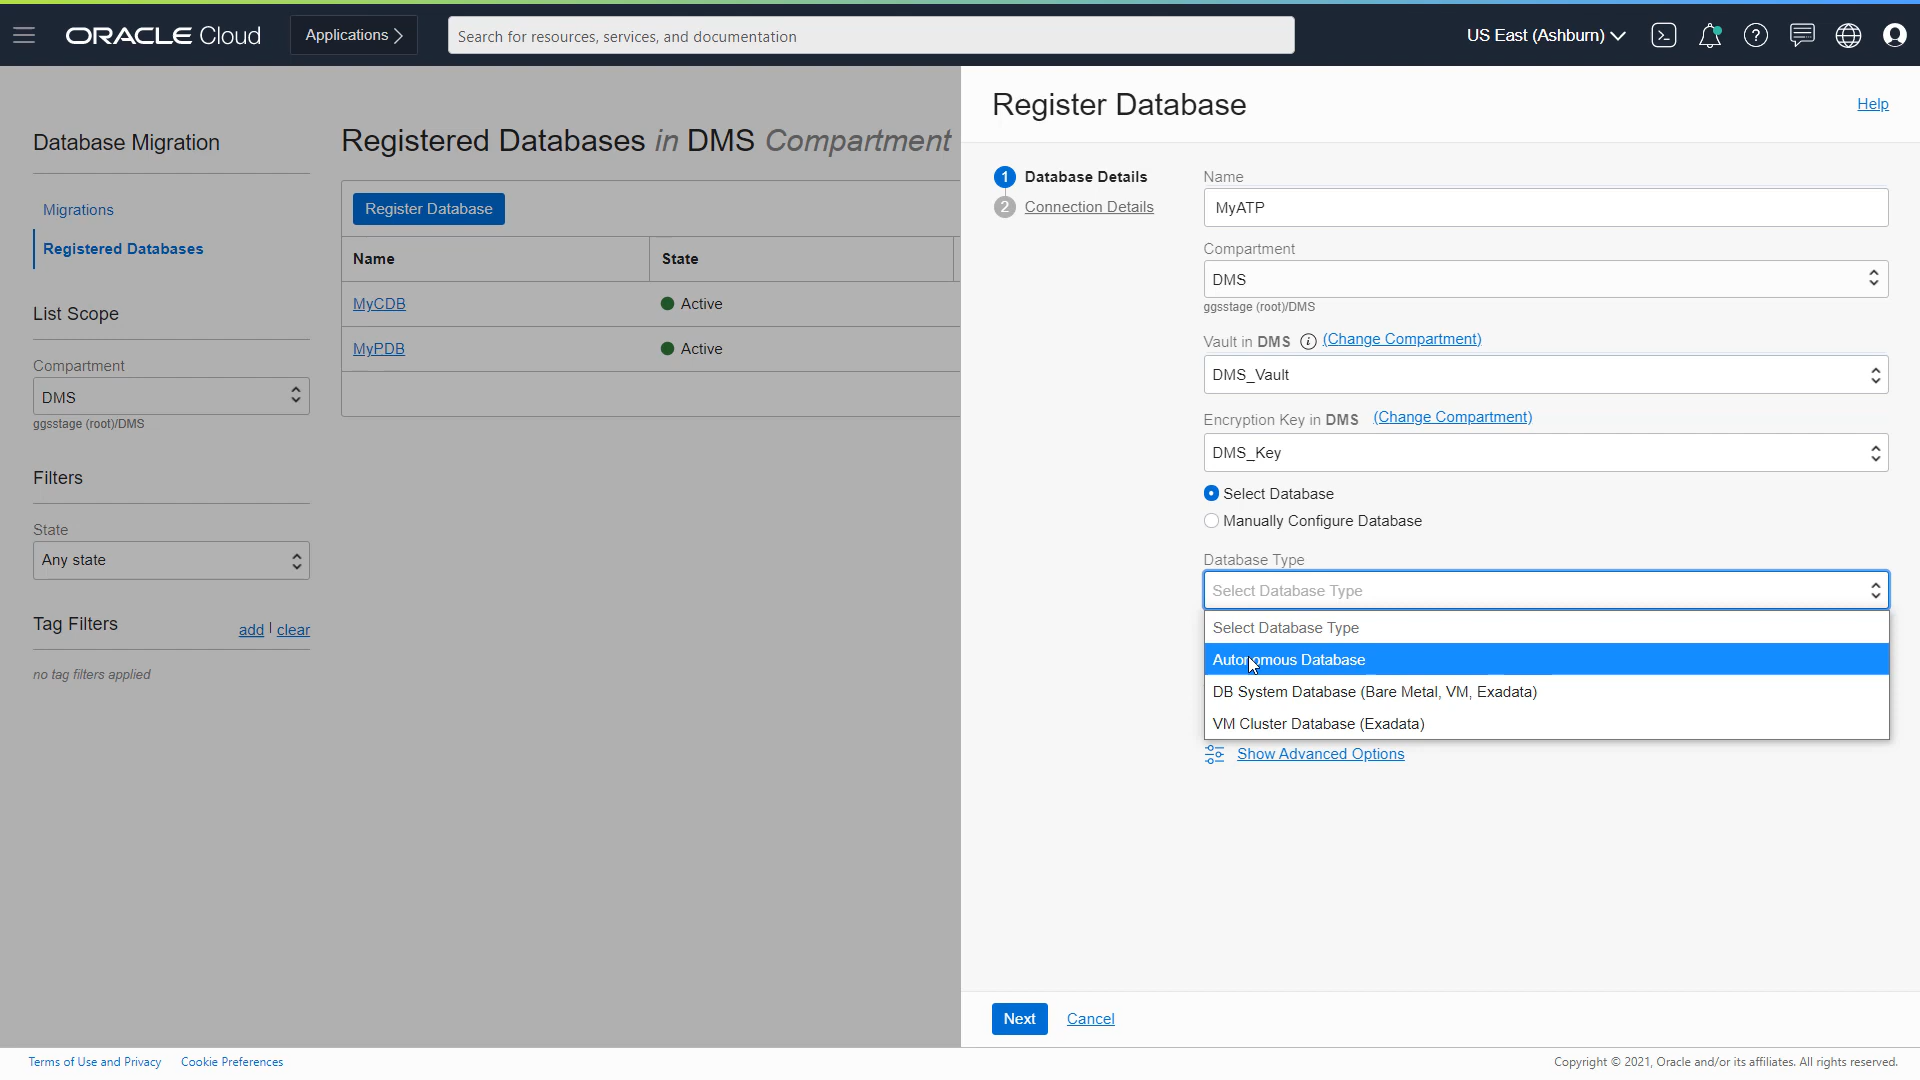 ORACLE Cloud
Applications
Search for resources, services, and documentation
US East (Ashburn)
Database Migration
Migrations
Registered Databases
List Scope
Compartment
DMS
ggsstage (root)/DMS
Filters
State
Any state
Tag Filters
add | clear
no tag filters applied
Registered Databases in DMS Compartment
Register Database
Name State
MyCDB Active
MyPDB Active
Register Database
Help
1 Database Details
2 Connection Details
Name
MyATP
Compartment
DMS
ggsstage (root)/DMS
Vault in DMS (Change Compartment)
DMS_Vault
Encryption Key in DMS (Change Compartment)
DMS_Key
Select Database
Manually Configure Database
Database Type
Select Database Type
Select Database Type
Autonomous Database
DB System Database (Bare Metal, VM, Exadata)
VM Cluster Database (Exadata)
Show Advanced Options
Next Cancel
Terms of Use and Privacy Cookie Preferences
Copyright © 2021, Oracle and/or its affiliates. All rights reserved.